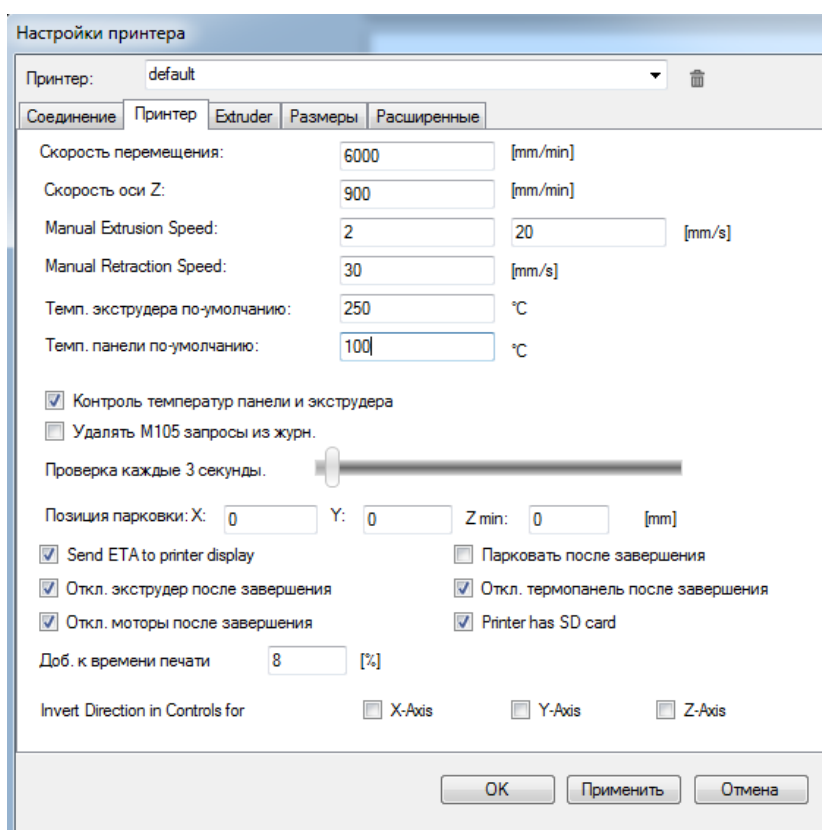 Настройки принтера
Принтер: default
Соединение Принтер Extruder Размеры Расширенные
Скорость перемещения: 6000 [mm/min]
Скорость оси Z: 900 [mm/min]
Manual Extrusion Speed: 2 20 [mm/s]
Manual Retraction Speed: 30 [mm/s]
Темп. экструдера по-умолчанию: 250 °C
Темп. панели по-умолчанию: 100 °C
Контроль температур панели и экструдера
Удалять M105 запросы из журн.
Проверка каждые 3 секунды.
Позиция парковки: X: 0 Y: 0 Z min: 0 [mm]
Send ETA to printer display Парковать после завершения
Откл. экструдер после завершения Откл. термопанель после завершения
Откл. моторы после завершения Printer has SD card
Доб. к времени печати 8 [%]
Invert Direction in Controls for X-Axis Y-Axis Z-Axis
OK Применить Отмена